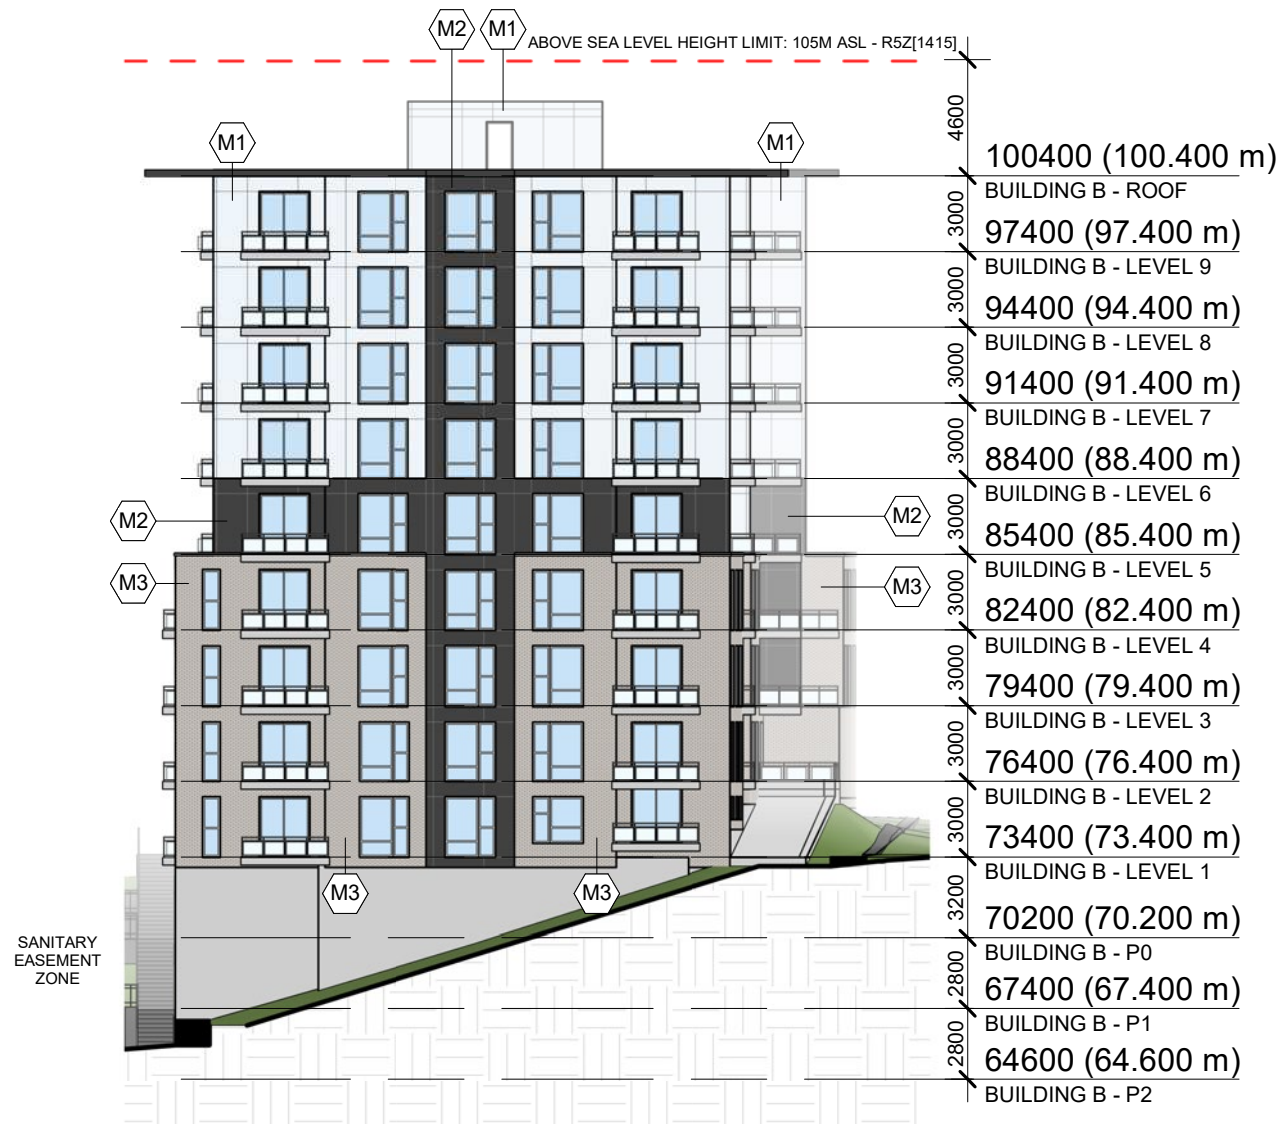 M2
M1
ABOVE SEA LEVEL HEIGHT LIMIT: 105M ASL - R5Z[1415]
4600
M1
M1
100400 (100.400 m)
BUILDING B - ROOF
3000
97400 (97.400 m)
BUILDING B - LEVEL 9
3000
94400 (94.400 m)
BUILDING B - LEVEL 8
3000
91400 (91.400 m)
BUILDING B - LEVEL 7
3000
88400 (88.400 m)
BUILDING B - LEVEL 6
M2
M2
3000
85400 (85.400 m)
BUILDING B - LEVEL 5
M3
M3
3000
82400 (82.400 m)
BUILDING B - LEVEL 4
3000
79400 (79.400 m)
BUILDING B - LEVEL 3
3000
76400 (76.400 m)
BUILDING B - LEVEL 2
3000
73400 (73.400 m)
BUILDING B - LEVEL 1
M3
M3
3200
70200 (70.200 m)
BUILDING B - P0
SANITARY
EASEMENT
ZONE
2800
67400 (67.400 m)
BUILDING B - P1
2800
64600 (64.600 m)
BUILDING B - P2